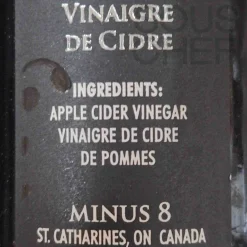 VINAIGRE
DE CIDRE
INGREDIENTS:
APPLE CIDER VINEGAR
VINAIGRE DE CIDRE
DE POMMES
MINUS 8
ST. CATHARINES, ON CANADA